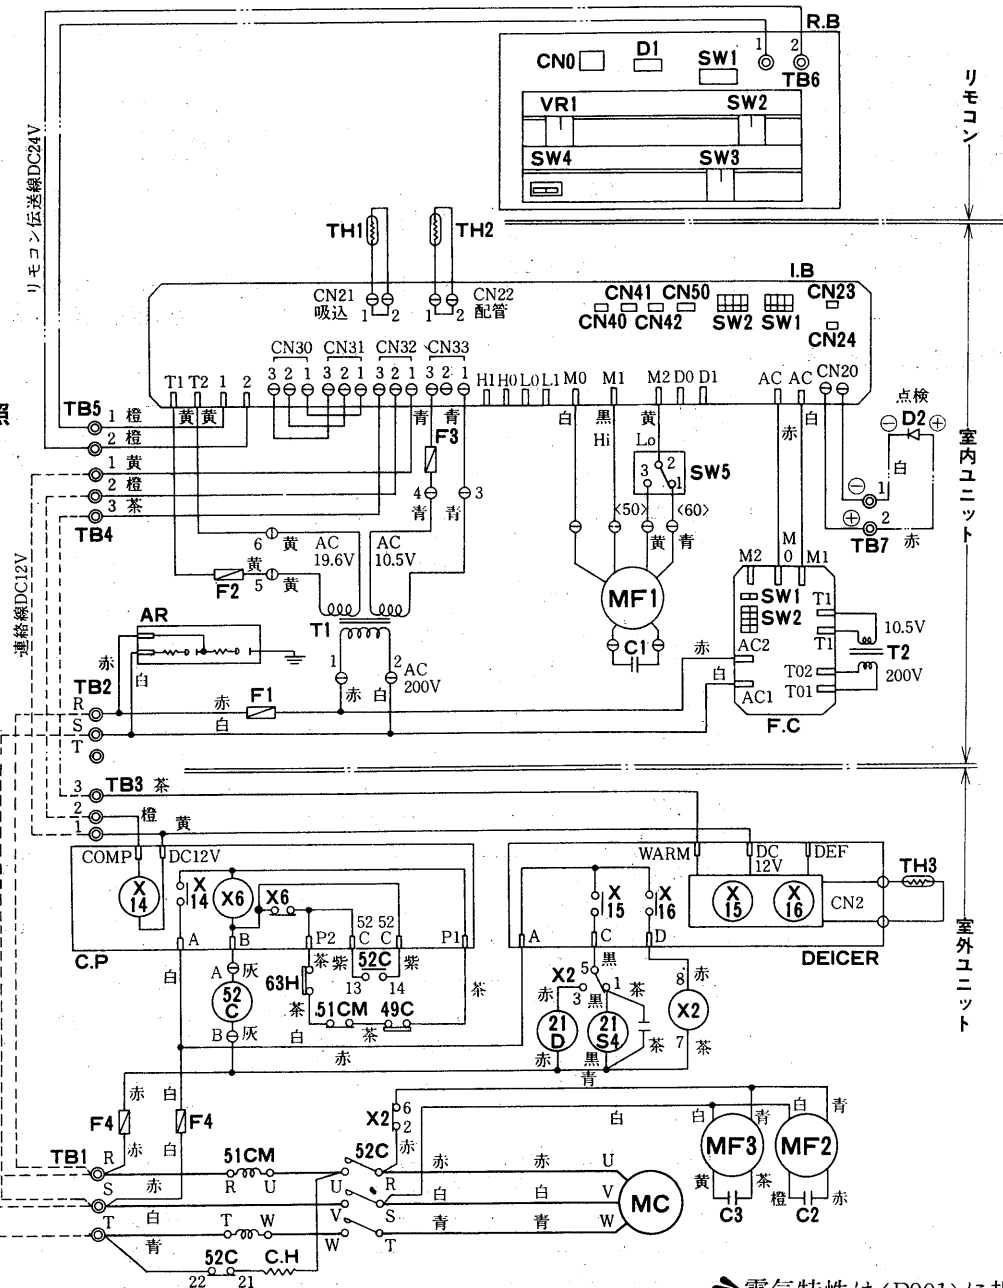 R.B
CN0 D1 SW1 1 2
TB6
VR1 SW2
SW4 SW3
リモコン
リモコン伝送線DC24V
TH1 TH2
I.B
CN21 吸込 1 2
CN22 配管 1 2
CN41 CN50
CN40 CN42 SW2 SW1
CN23
CN24
CN30 CN31 CN32 CN33
T1 T2 1 2 3 2 1 3 2 1 3 2 1 3 2 1
H1 H0 L0 L1 M0 M1 M2 D0 D1 AC AC CN20
黄 黄 青 青 白 黒 黄 赤 白
Hi Lo
点検
⊖ D2 ⊕
白
⊖ 1
⊕ 2
TB7 赤
TB5
1 橙
2 橙
1 黄
2 橙
3 茶
TB4
照
F3
4 3
青 青
3 2 1
SW5
<50> <60>
黄 青
室内ユニット
6 黄
黄
5 黄
F2
AC 19.6V
AC 10.5V
MF1
C1
M2 M0 M1
SW1
SW2
T1
T1
10.5V
T2
200V
T02
T01
F.C
AC2
AC1
赤
白
連絡線DC12V
AR
T1
1 2
AC 200V
赤 白
赤
白
TB2
R
S
T
赤 F1
白
3 TB3 茶
2 橙
1 黄
COMP DC12V
X 14
X 14
X6
X6
52 C 52 C
A B P2 P1
52C
13 14
C.P
WARM DC 12V DEF
X 15 X 16
X 15
X 16
CN2
TH3
A C D
DEICER
室外ユニット
白
A 灰
52 C
B 灰
茶 紫 紫
63H
茶
51CM 49C
白 茶
茶
赤
黒
X2 5
3 1
赤 黒 茶
21 D
21 S4
赤 黒 茶
青
赤
8
X2
7 茶
赤 白
F4 F4
赤 白
X2 6
2
赤
白 白 青 白 青
MF3 MF2
黄 茶 橙 赤
C3 C2
TB1
R
S
T
51CM
R U
赤
白
青
T W
52C
U R
V S
W T
赤 赤 U
白 白 V
青 青 W
MC
52C C.H
22 21
電気特性は